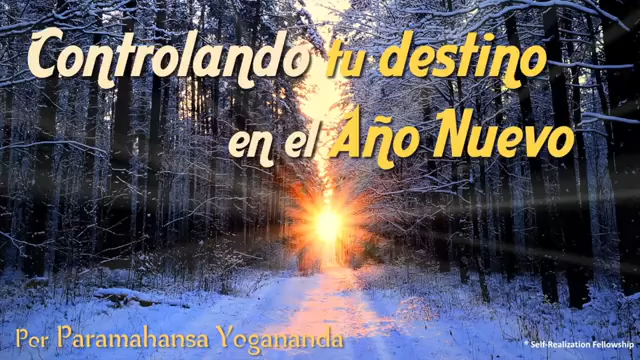 Controlando tu destino
en el Año Nuevo
Por Paramahansa Yogananda
* Self-Realization Fellowship